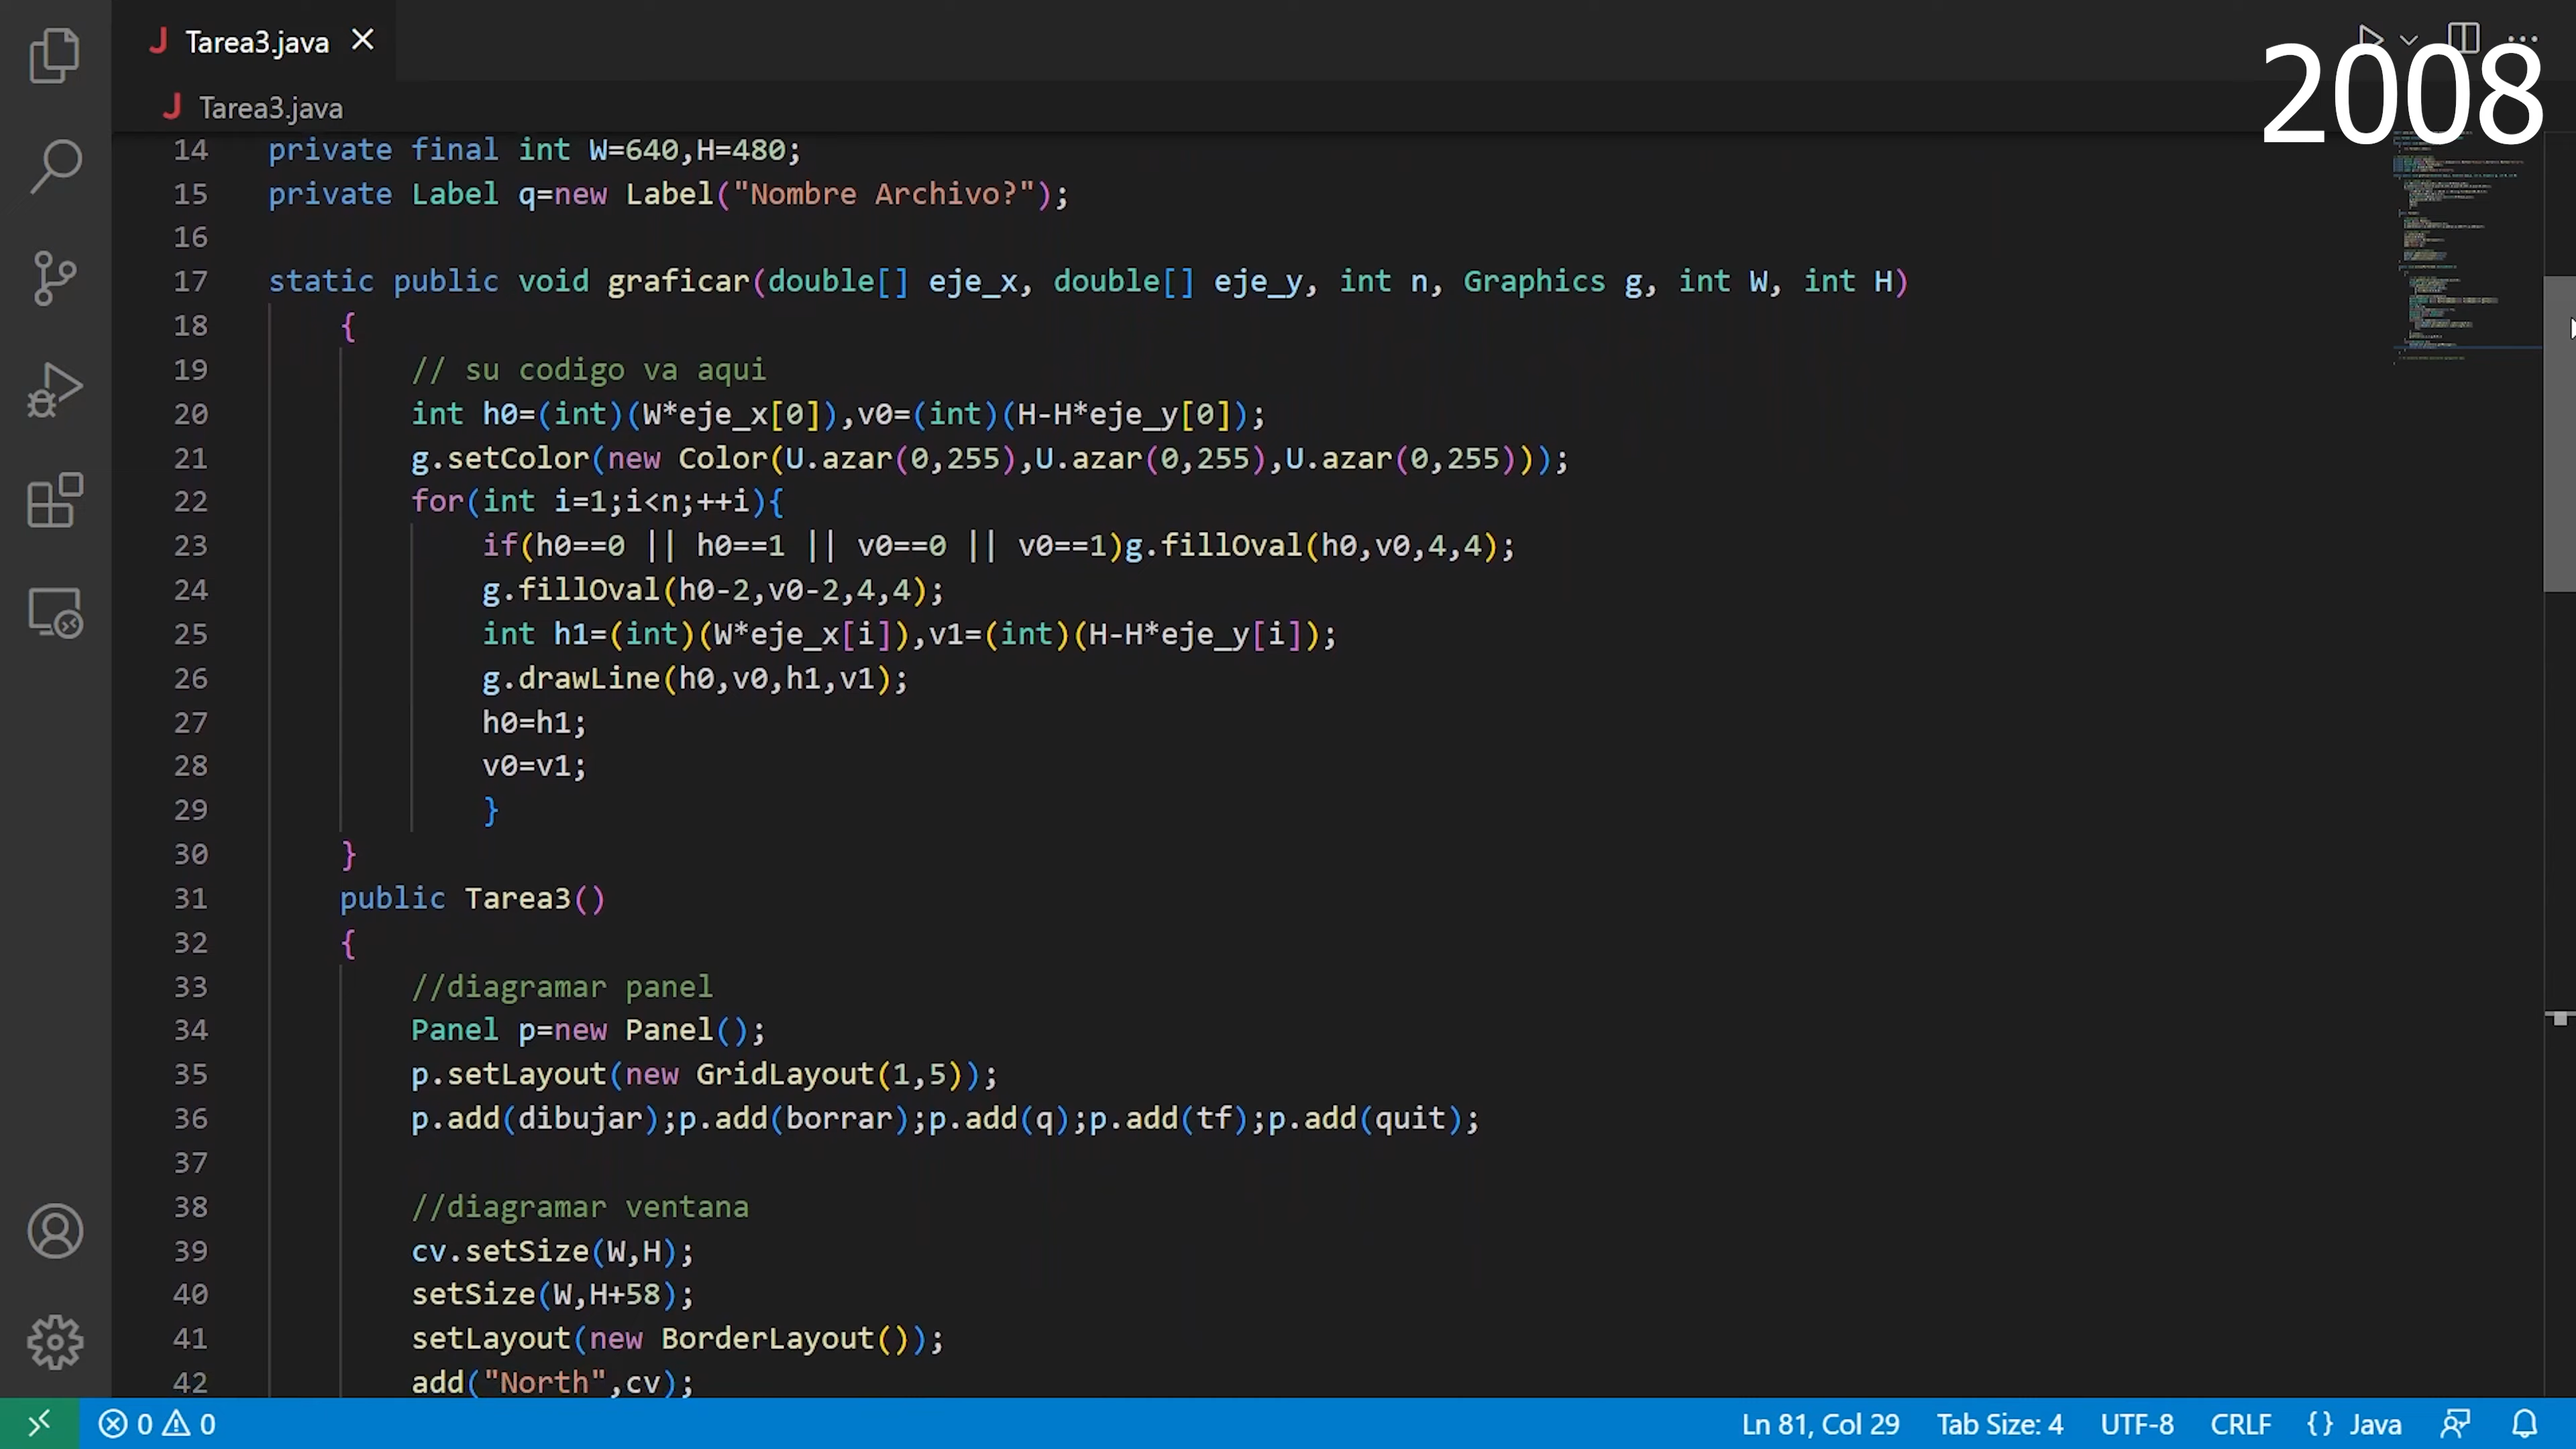 Tarea3.java
2008
Tarea3.java
14 private final int W=640,H=480;
15 private Label q=new Label("Nombre Archivo?");
16
17 static public void graficar(double[] eje_x, double[] eje_y, int n, Graphics g, int W, int H)
18 {
19 // su codigo va aqui
20 int h0=(int)(W*eje_x[0]),v0=(int)(H-H*eje_y[0]);
21 g.setColor(new Color(U.azar(0,255),U.azar(0,255),U.azar(0,255)));
22 for(int i=1;i<n;++i){
23 if(h0==0 || h0==1 || v0==0 || v0==1)g.fillOval(h0,v0,4,4);
24 g.fillOval(h0-2,v0-2,4,4);
25 int h1=(int)(W*eje_x[i]),v1=(int)(H-H*eje_y[i]);
26 g.drawLine(h0,v0,h1,v1);
27 h0=h1;
28 v0=v1;
29 }
30 }
31 public Tarea3()
32 {
33 //diagramar panel
34 Panel p=new Panel();
35 p.setLayout(new GridLayout(1,5));
36 p.add(dibujar);p.add(borrar);p.add(q);p.add(tf);p.add(quit);
37
38 //diagramar ventana
39 cv.setSize(W,H);
40 setSize(W,H+58);
41 setLayout(new BorderLayout());
42 add("North",cv);
0 0 Ln 81, Col 29 Tab Size: 4 UTF-8 CRLF {} Java